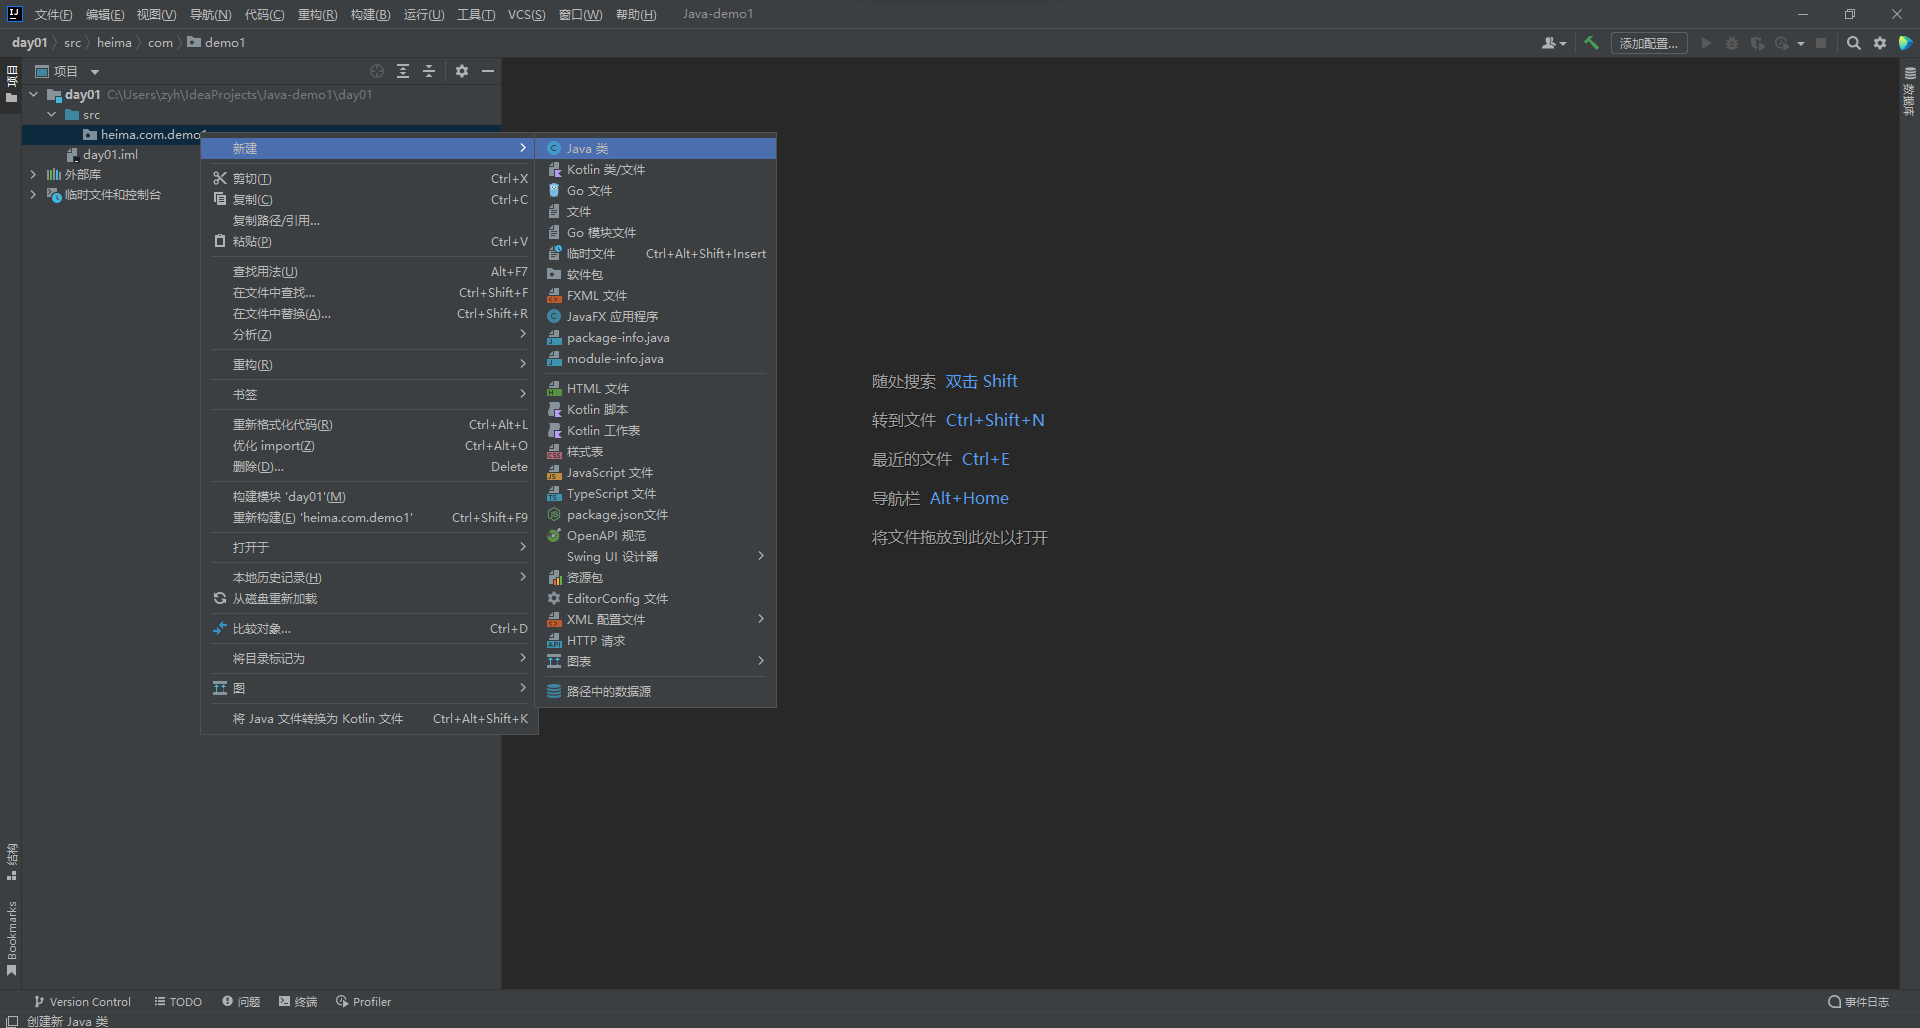 文件(F) 编辑(E) 视图(V) 导航(N) 代码(C) 重构(R) 构建(B) 运行(U) 工具(T) VCS(S) 窗口(W) 帮助(H) Java-demo1
day01 src heima com demo1 添加配置...
项目
项目
day01 C:\Users\zyh\IdeaProjects\Java-demo1\day01
src
heima.com.demo1
day01.iml
外部库
临时文件和控制台
新建
剪切(T) Ctrl+X
复制(C) Ctrl+C
复制路径/引用...
粘贴(P) Ctrl+V
查找用法(U) Alt+F7
在文件中查找... Ctrl+Shift+F
在文件中替换(A)... Ctrl+Shift+R
分析(Z)
重构(R)
书签
重新格式化代码(R) Ctrl+Alt+L
优化 import(Z) Ctrl+Alt+O
删除(D)... Delete
构建模块 'day01'(M)
重新构建(E) 'heima.com.demo1' Ctrl+Shift+F9
打开于
本地历史记录(H)
从磁盘重新加载
比较对象... Ctrl+D
将目录标记为
图
将 Java 文件转换为 Kotlin 文件 Ctrl+Alt+Shift+K
Java 类
Kotlin 类/文件
Go 文件
文件
Go 模块文件
临时文件 Ctrl+Alt+Shift+Insert
软件包
FXML 文件
JavaFX 应用程序
package-info.java
module-info.java
HTML 文件
Kotlin 脚本
Kotlin 工作表
样式表
JavaScript 文件
TypeScript 文件
package.json文件
OpenAPI 规范
Swing UI 设计器
资源包
EditorConfig 文件
XML 配置文件
HTTP 请求
图表
路径中的数据源
随处搜索 双击 Shift
转到文件 Ctrl+Shift+N
最近的文件 Ctrl+E
导航栏 Alt+Home
将文件拖放到此处以打开
数据库
结构
Bookmarks
Version Control TODO 问题 终端 Profiler 事件日志
创建新 Java 类